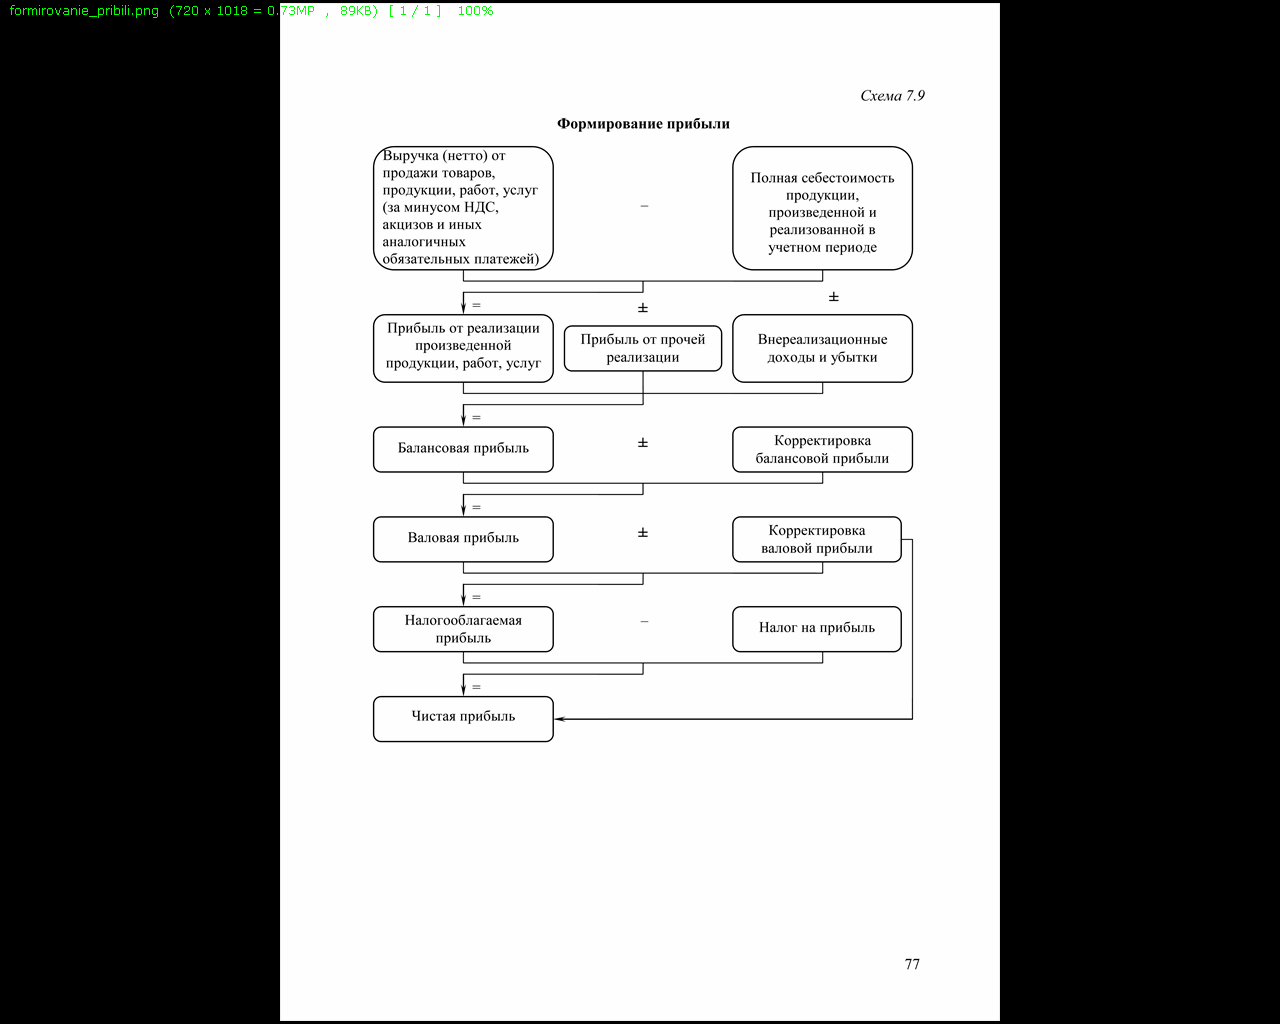 formirovanie_pribili.png (720 x 1018 = 0.73MP , 89KB) [ 1 / 1 ] 100%
Схема 7.9
Формирование прибыли
Выручка (нетто) от
продажи товаров,
продукции, работ, услуг
(за минусом НДС,
акцизов и иных
аналогичных
обязательных платежей)
–
Полная себестоимость
продукции,
произведенной и
реализованной в
учетном периоде
=
±
±
Прибыль от реализации
произведенной
продукции, работ, услуг
Прибыль от прочей
реализации
Внереализационные
доходы и убытки
=
Балансовая прибыль
±
Корректировка
балансовой прибыли
=
Валовая прибыль
±
Корректировка
валовой прибыли
=
Налогооблагаемая
прибыль
–
Налог на прибыль
=
Чистая прибыль
77